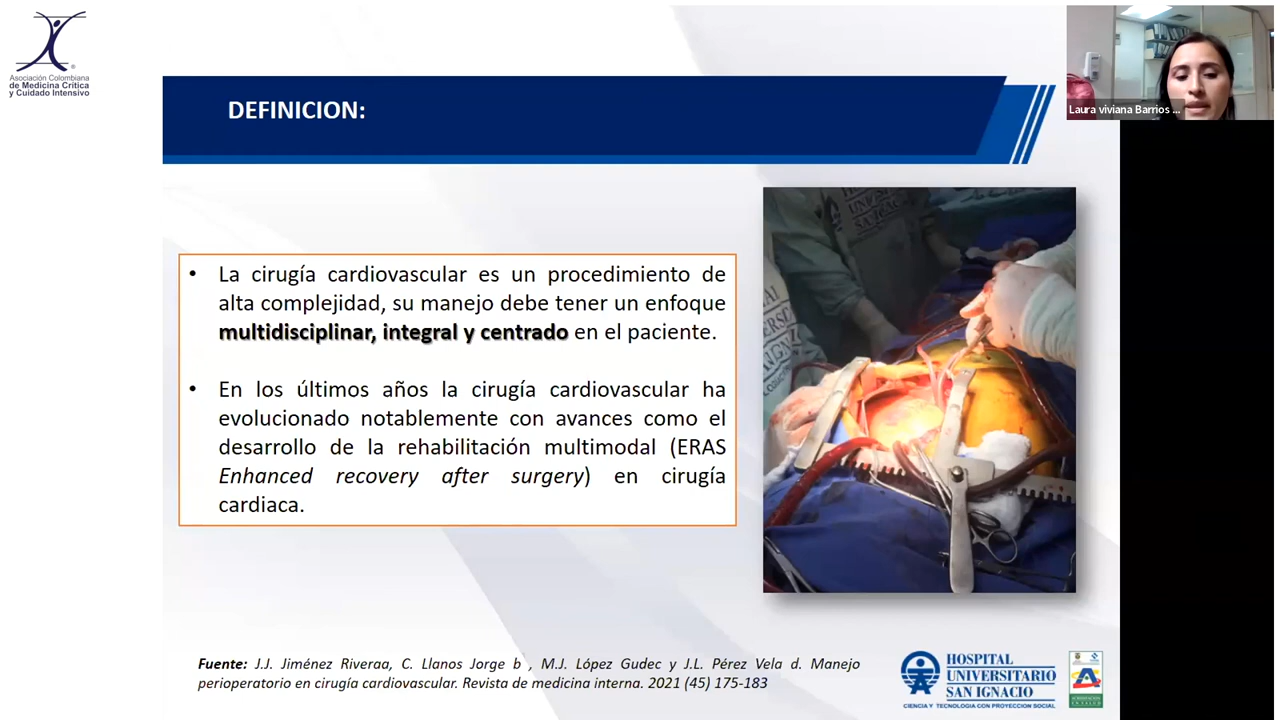 Asociación Colombiana
de Medicina Crítica
y Cuidado Intensivo
Laura viviana Barrios ...
DEFINICION:
• La cirugía cardiovascular es un procedimiento de
alta complejidad, su manejo debe tener un enfoque
multidisciplinar, integral y centrado en el paciente.
• En los últimos años la cirugía cardiovascular ha
evolucionado notablemente con avances como el
desarrollo de la rehabilitación multimodal (ERAS
Enhanced recovery after surgery) en cirugía
cardiaca.
HOSPITAL
UNIVERSITARIO
SAN IGNACIO
Fuente: J.J. Jiménez Riveraa, C. Llanos Jorge b , M.J. López Gudec y J.L. Pérez Vela d. Manejo
perioperatorio en cirugía cardiovascular. Revista de medicina interna. 2021 (45) 175-183
HOSPITAL
UNIVERSITARIO
SAN IGNACIO
CIENCIA Y TECNOLOGIA CON PROYECCION SOCIAL